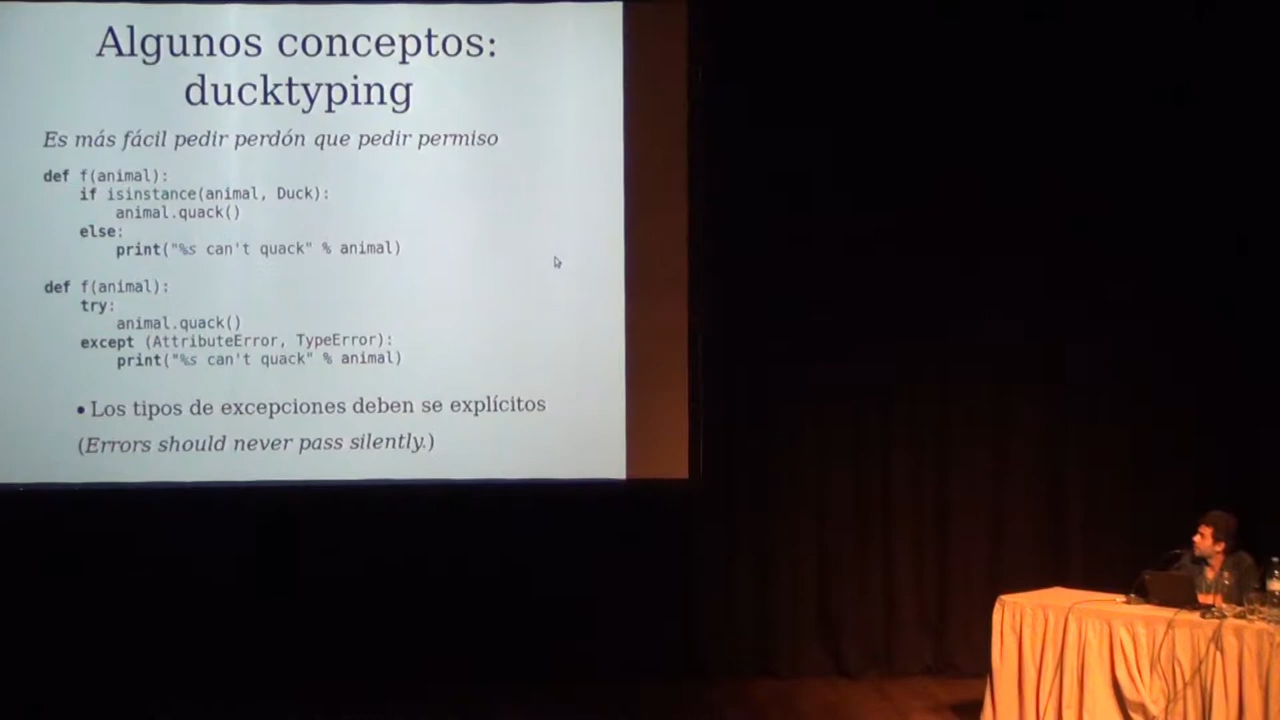 Algunos conceptos:
ducktyping
Es más fácil pedir perdón que pedir permiso
def f(animal):
    if isinstance(animal, Duck):
        animal.quack()
    else:
        print("%s can't quack" % animal)
def f(animal):
    try:
        animal.quack()
    except (AttributeError, TypeError):
        print("%s can't quack" % animal)
• Los tipos de excepciones deben se explícitos
(Errors should never pass silently.)